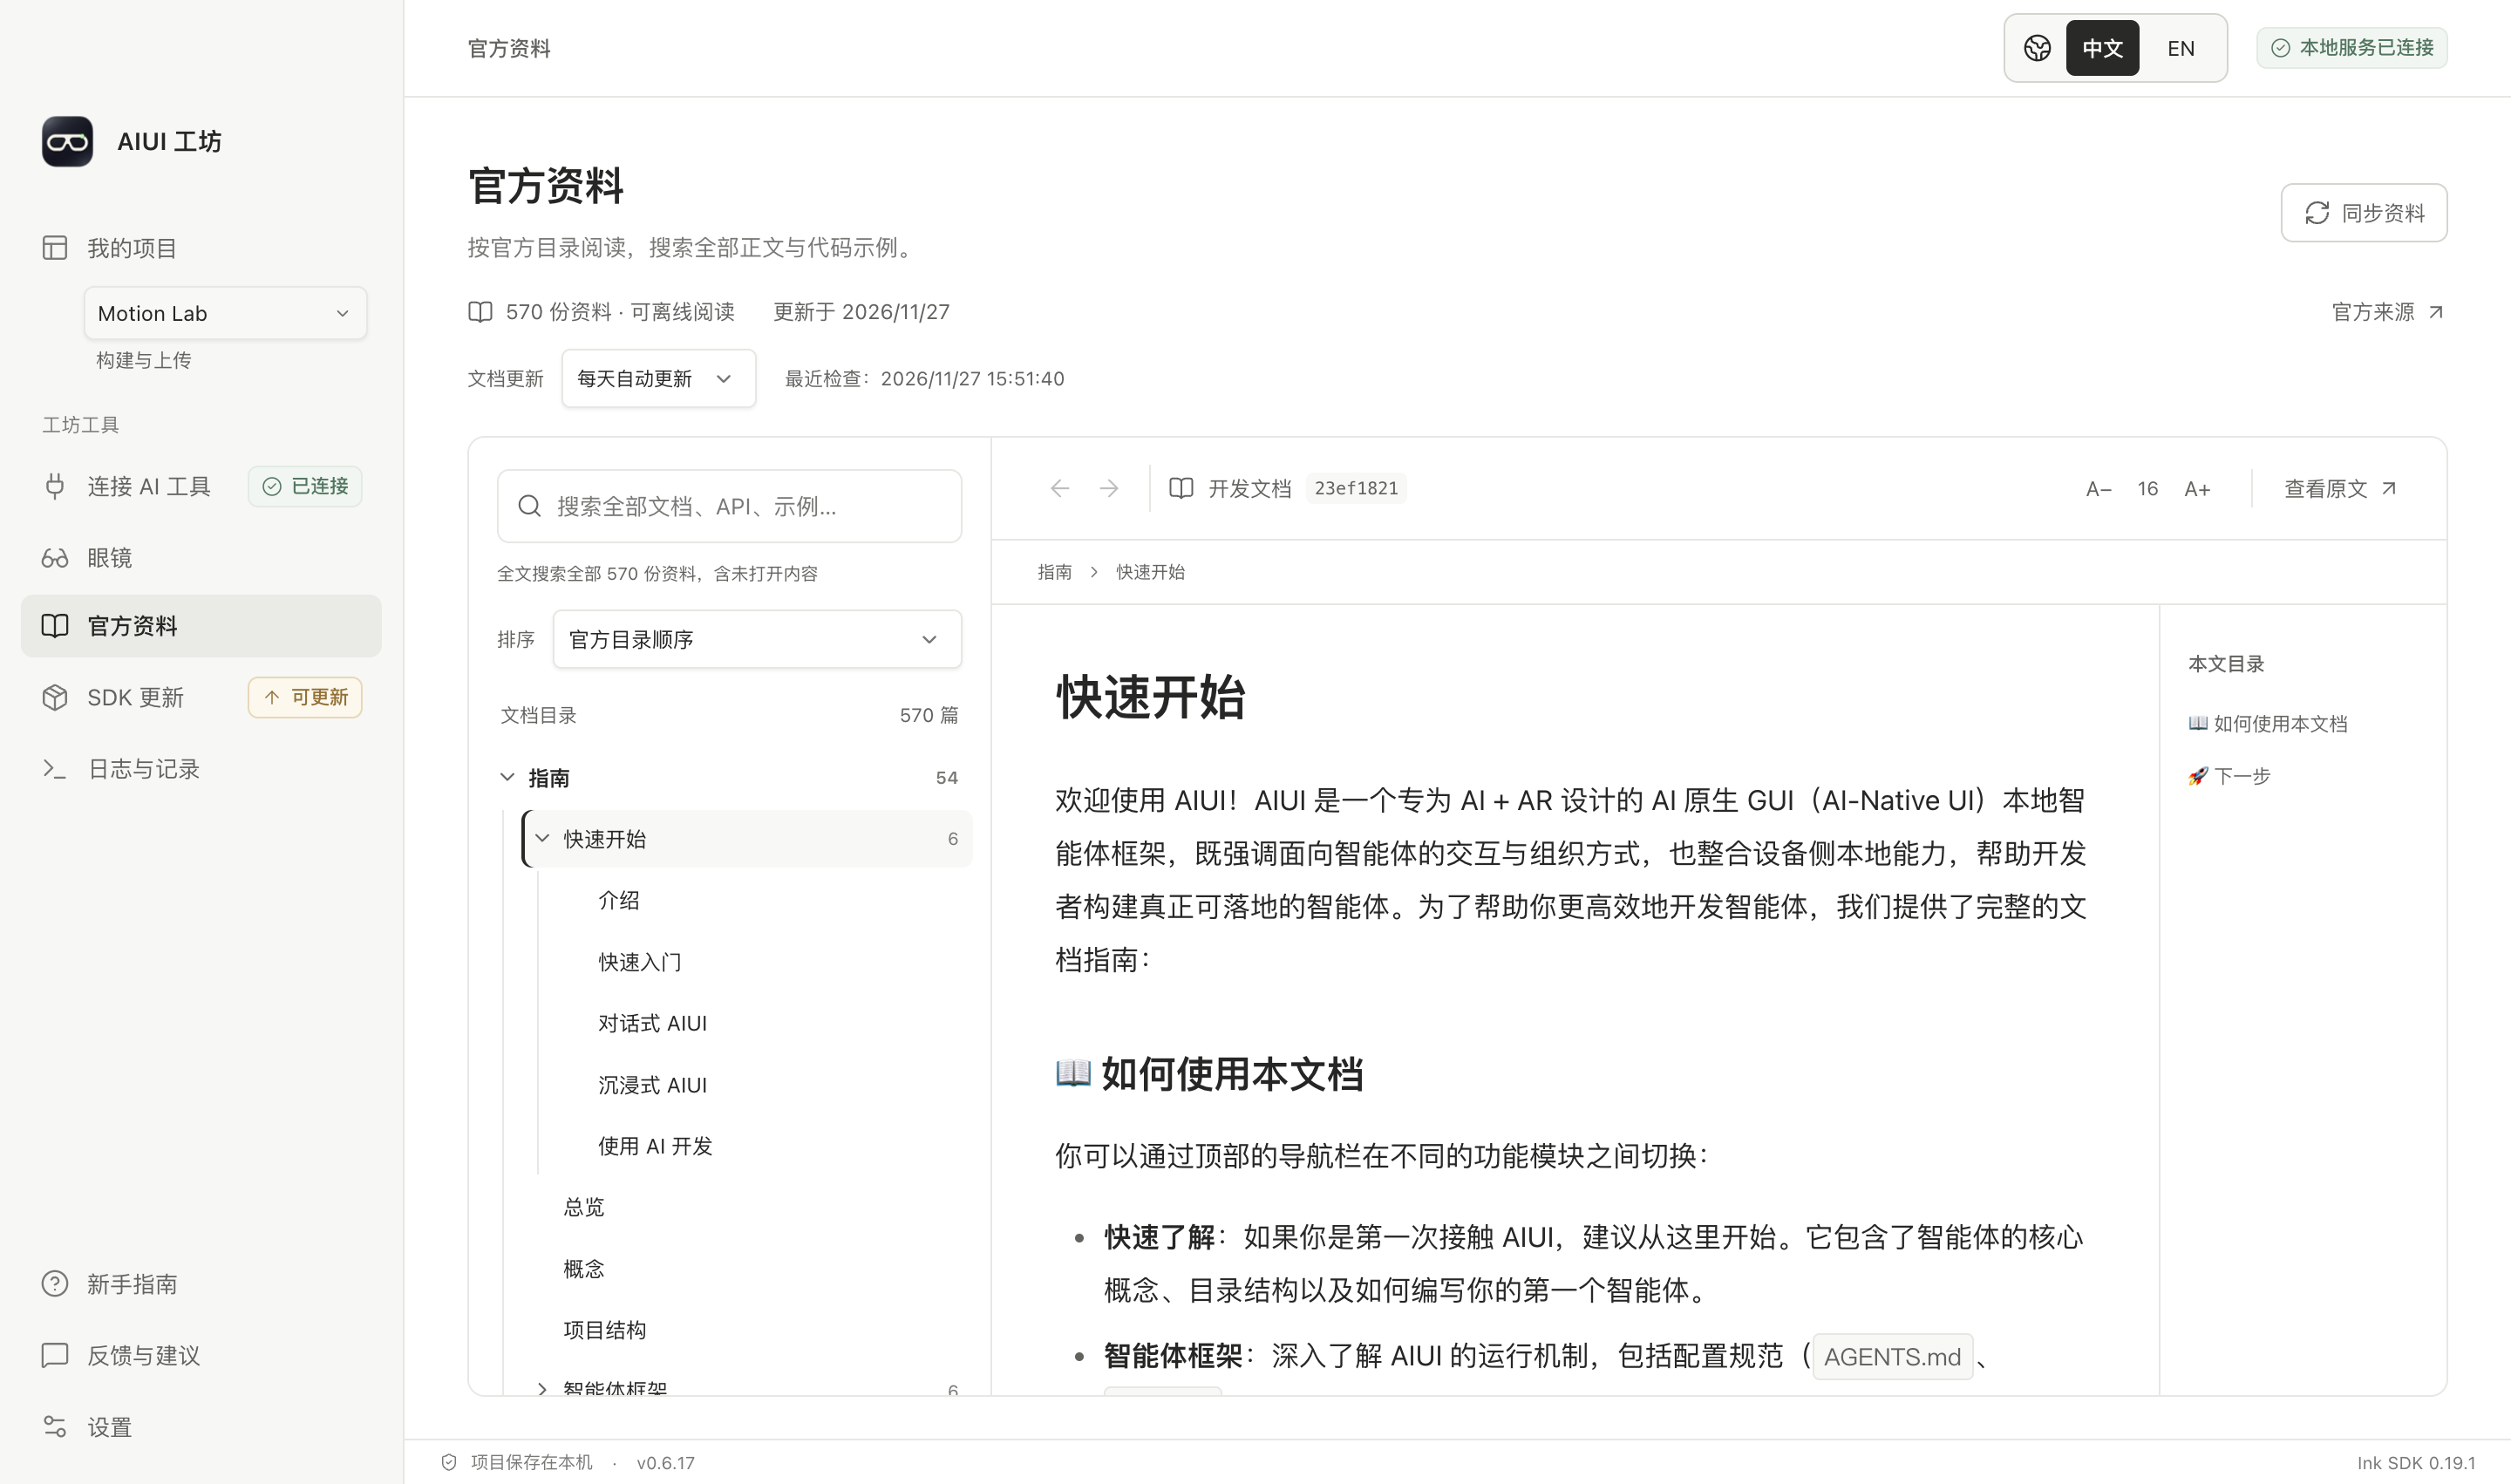 AIUI 工坊
我的项目
Motion Lab
构建与上传
工坊工具
连接 AI 工具
已连接
眼镜
官方资料
SDK 更新
可更新
日志与记录
新手指南
反馈与建议
设置
官方资料
中文
EN
本地服务已连接
官方资料
按官方目录阅读，搜索全部正文与代码示例。
同步资料
570 份资料 · 可离线阅读
更新于 2026/11/27
官方来源
文档更新
每天自动更新
最近检查：2026/11/27 15:51:40
搜索全部文档、API、示例...
全文搜索全部 570 份资料，含未打开内容
排序
官方目录顺序
文档目录
570 篇
指南
54
快速开始
6
介绍
快速入门
对话式 AIUI
沉浸式 AIUI
使用 AI 开发
总览
概念
项目结构
智能体框架
6
开发文档
23ef1821
A−
16
A+
查看原文
指南
快速开始
快速开始
欢迎使用 AIUI！AIUI 是一个专为 AI + AR 设计的 AI 原生 GUI（AI-Native UI）本地智
能体框架，既强调面向智能体的交互与组织方式，也整合设备侧本地能力，帮助开发
者构建真正可落地的智能体。为了帮助你更高效地开发智能体，我们提供了完整的文
档指南：
📖 如何使用本文档
你可以通过顶部的导航栏在不同的功能模块之间切换：
• 快速了解：如果你是第一次接触 AIUI，建议从这里开始。它包含了智能体的核心
概念、目录结构以及如何编写你的第一个智能体。
• 智能体框架：深入了解 AIUI 的运行机制，包括配置规范（AGENTS.md、
本文目录
📖 如何使用本文档
🚀 下一步
项目保存在本机 · v0.6.17
Ink SDK 0.19.1